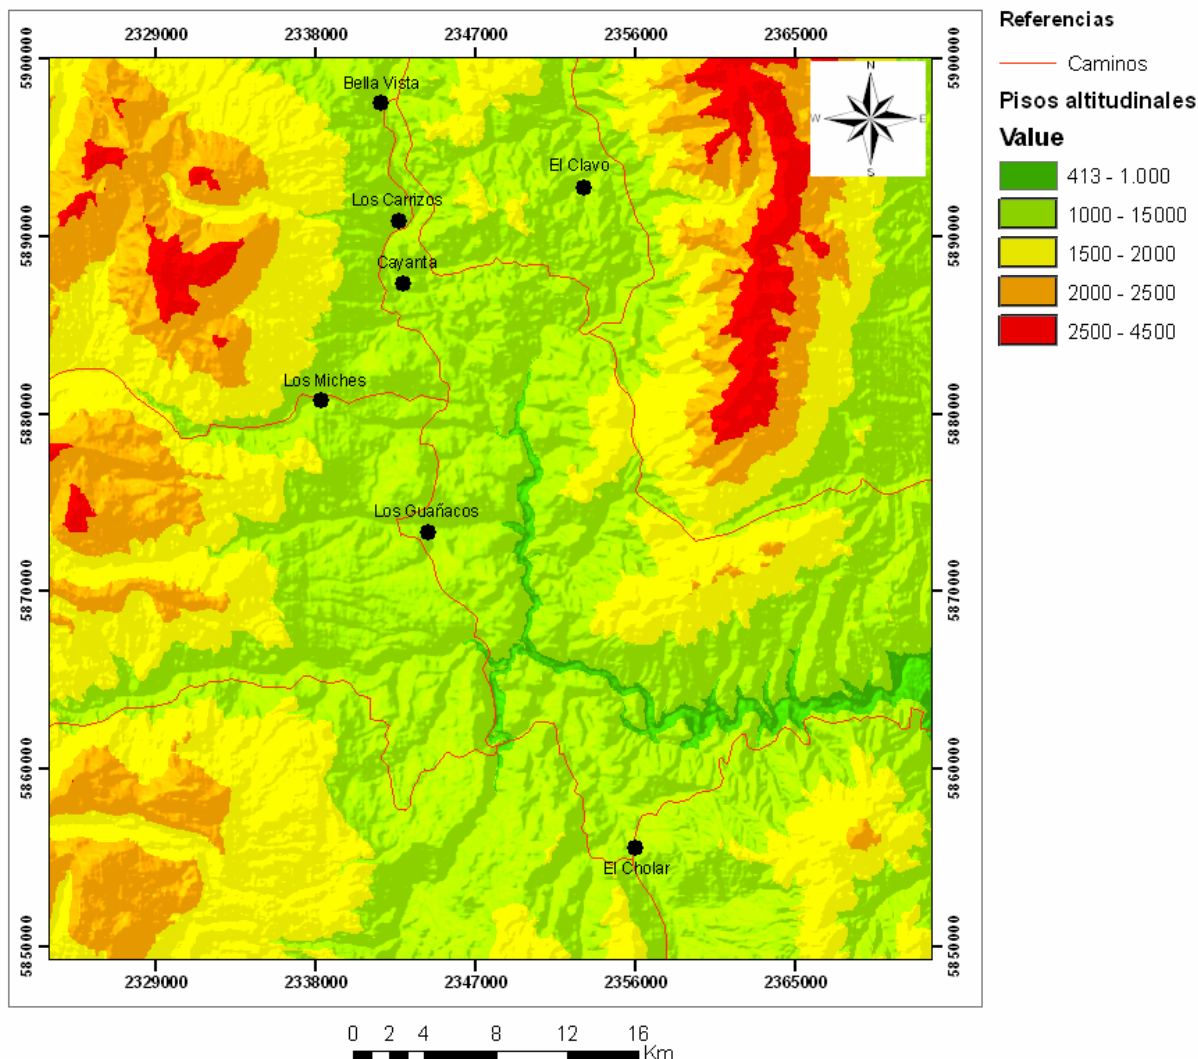 2329000 2338000 2347000 2356000 2365000
Referencias
Caminos
Pisos altitudinales
Value
413 - 1.000
1000 - 15000
1500 - 2000
2000 - 2500
2500 - 4500
N
W E
S
5900000 5900000
5890000 5890000
5880000 5880000
5870000 5870000
5860000 5860000
5850000 5850000
Bella Vista
El Clavo
Los Carrizos
Cayanta
Los Miches
Los Guañacos
El Cholar
2329000 2338000 2347000 2356000 2365000
0 2 4 8 12 16
Km